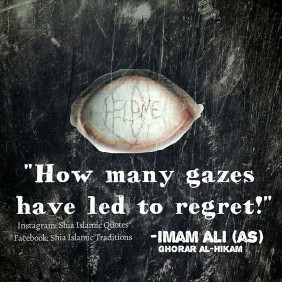 HELP ME
"How many gazes
have led to regret!"
Instagram: Shia Islamic Quotes
Facebook: Shia Islamic Traditions
-IMAM ALI (AS)
GHORAR AL-HIKAM